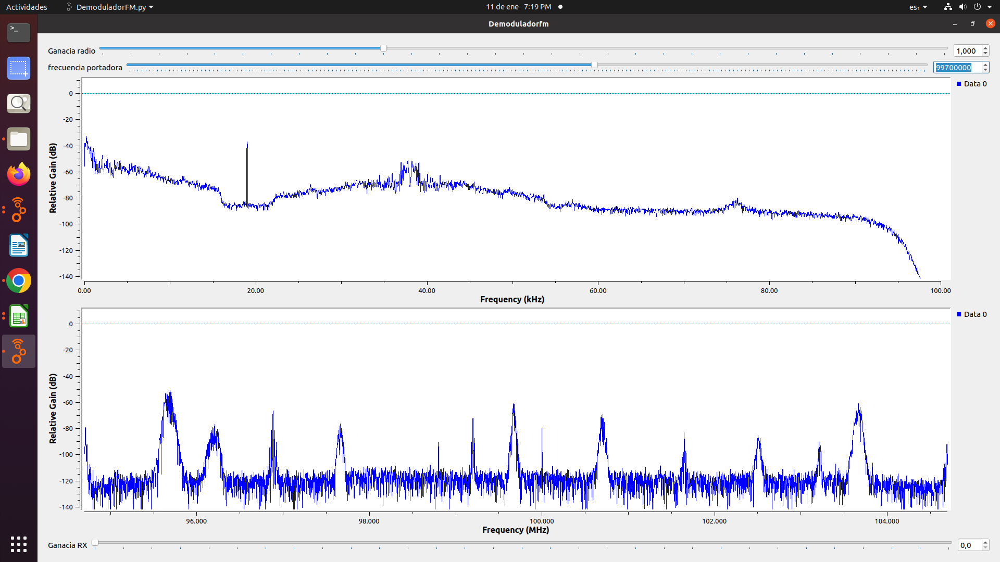 Actividades DemoduladorFM.py 11 de ene 7:19 PM es₁
Demoduladorfm
>_
Ganacia radio 1,000
frecuencia portadora 99700000
Data 0
Relative Gain (dB)
0
-20
-40
-60
-80
-100
-120
-140
0.00 20.00 40.00 60.00 80.00 100.00
Frequency (kHz)
Data 0
Relative Gain (dB)
0
-20
-40
-60
-80
-100
-120
-140
96.000 98.000 100.000 102.000 104.000
Frequency (MHz)
Ganacia RX 0,0